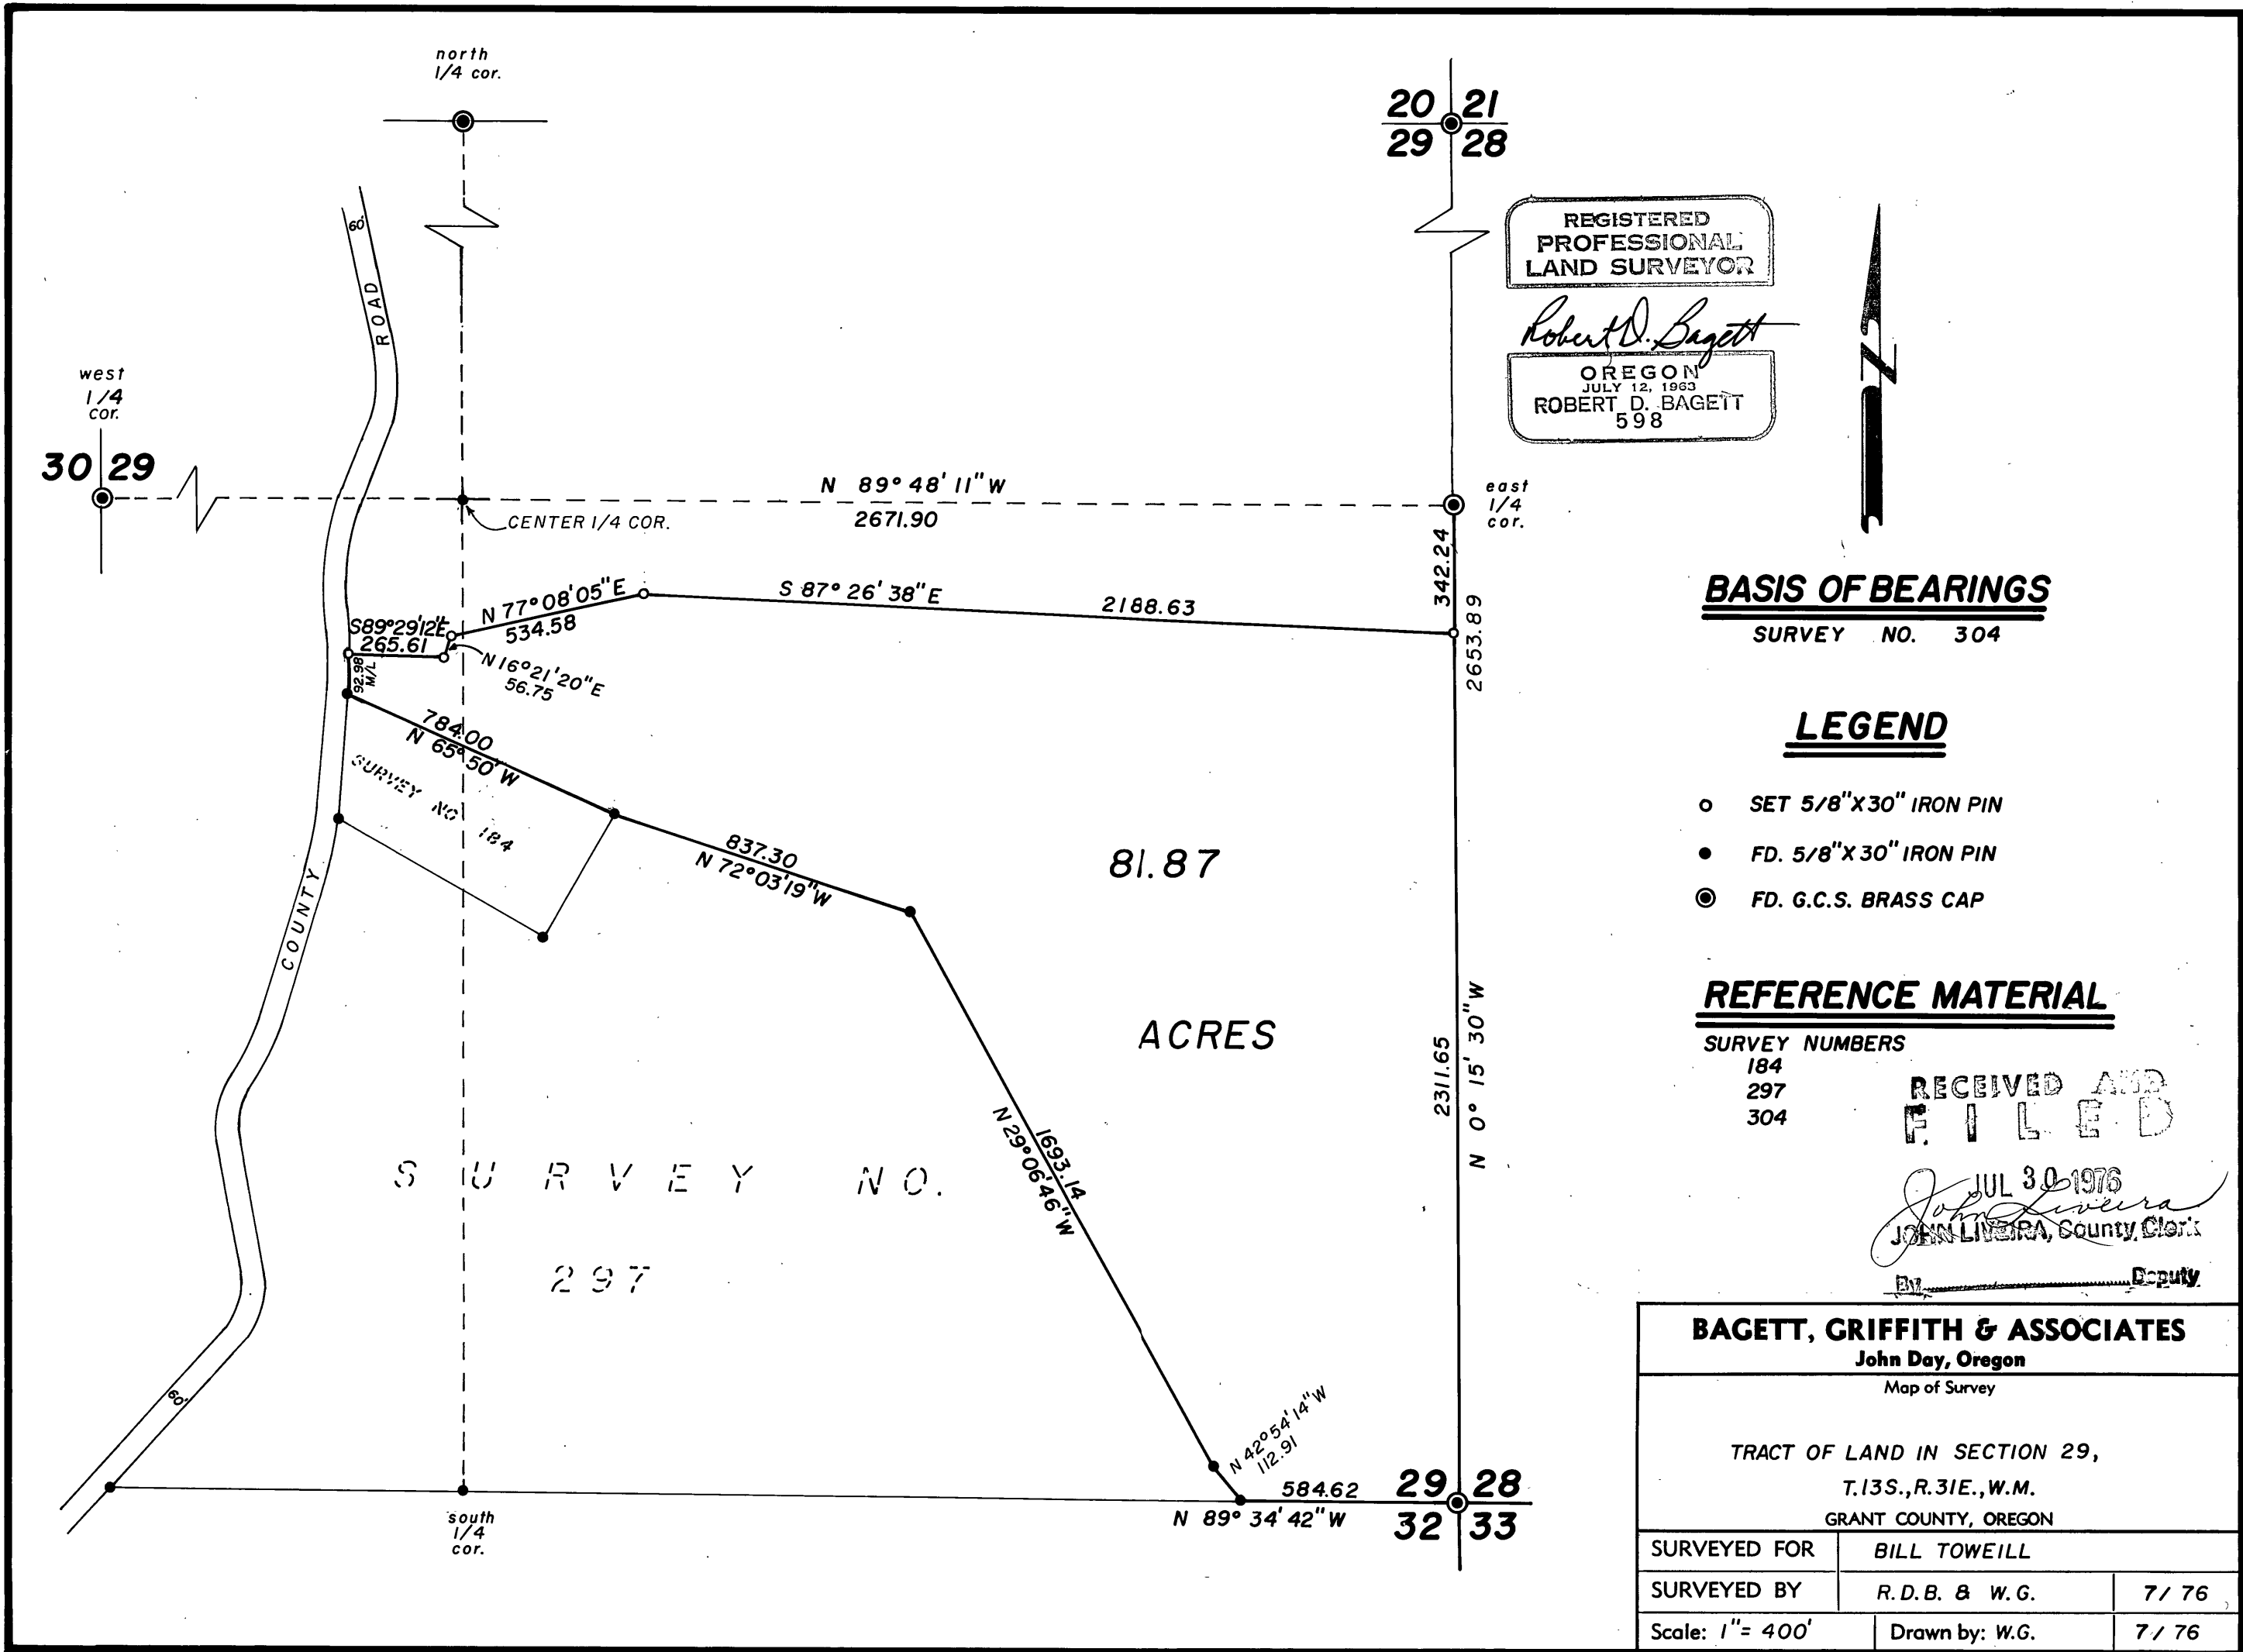 north
1/4 cor.
20 21
29 28
60'
ROAD
REGISTERED
PROFESSIONAL
LAND SURVEYOR
Robert D. Bagett
OREGON
JULY 12, 1963
ROBERT D. BAGETT
598
N
west
1/4
cor.
30 29
N 89° 48' 11" W
2671.90
CENTER 1/4 COR.
east
1/4
cor.
342.24
2653.89
S 87° 26' 38" E
2188.63
N 77° 08' 05" E
534.58
S89°29'12"E
265.61
N 16° 21' 20" E
56.75
92.98
M/L
784.00
N 65° 50' W
SURVEY NO 184
837.30
N 72° 03' 19" W
81.87
ACRES
COUNTY
2311.65
N 0° 15' 30" W
1693.14
N 29° 06' 46" W
SURVEY NO.
297
N 42° 54' 14" W
112.91
584.62
N 89° 34' 42" W
29 28
32 33
60'
south
1/4
cor.
BASIS OF BEARINGS
SURVEY NO. 304
LEGEND
SET 5/8" X 30" IRON PIN
FD. 5/8" X 30" IRON PIN
FD. G.C.S. BRASS CAP
REFERENCE MATERIAL
SURVEY NUMBERS
184
297
304
RECEIVED AND
FILED
JUL 30 1976
John Liveira
JOHN LIVEIRA, County Clerk
By Deputy
BAGETT, GRIFFITH & ASSOCIATES
John Day, Oregon
Map of Survey
TRACT OF LAND IN SECTION 29,
T.13S., R.31E., W.M.
GRANT COUNTY, OREGON
SURVEYED FOR BILL TOWEILL
SURVEYED BY R.D.B. & W.G. 7/ 76
Scale: 1" = 400' Drawn by: W.G. 7/ 76